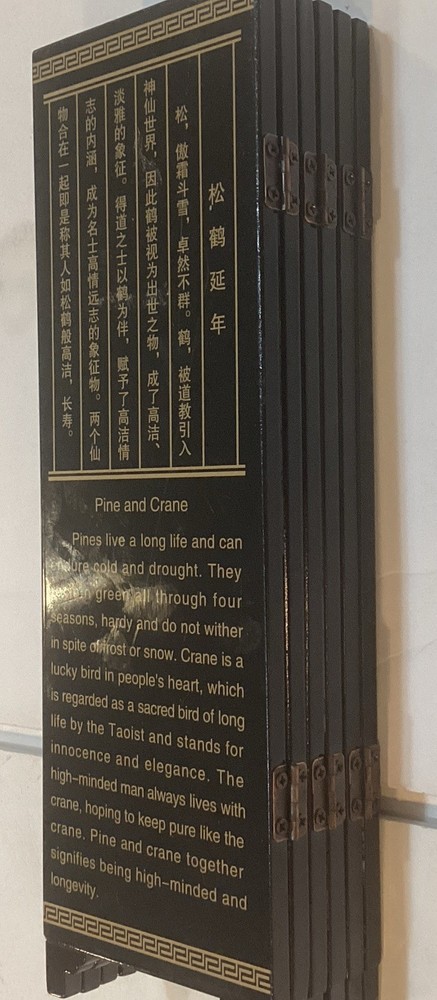 松鹤延年
松，傲霜斗雪，卓然不群。鹤，被道教引入
神仙世界，因此鹤被视为出世之物，成了高洁、
淡雅的象征。得道之士以鹤为伴，赋予了高洁情
志的内涵，成为名士高情远志的象征物。两个仙
物合在一起即是称其人如松鹤般高洁，长寿。
Pine and Crane
Pines live a long life and can
endure cold and drought. They
green all through four
seasons, hardy and do not wither
in spite of frost or snow. Crane is a
lucky bird in people's heart, which
is regarded as a sacred bird of long
life by the Taoist and stands for
innocence and elegance. The
high-minded man always lives with
crane, hoping to keep pure like the
crane. Pine and crane together
signifies being high-minded and
longevity.